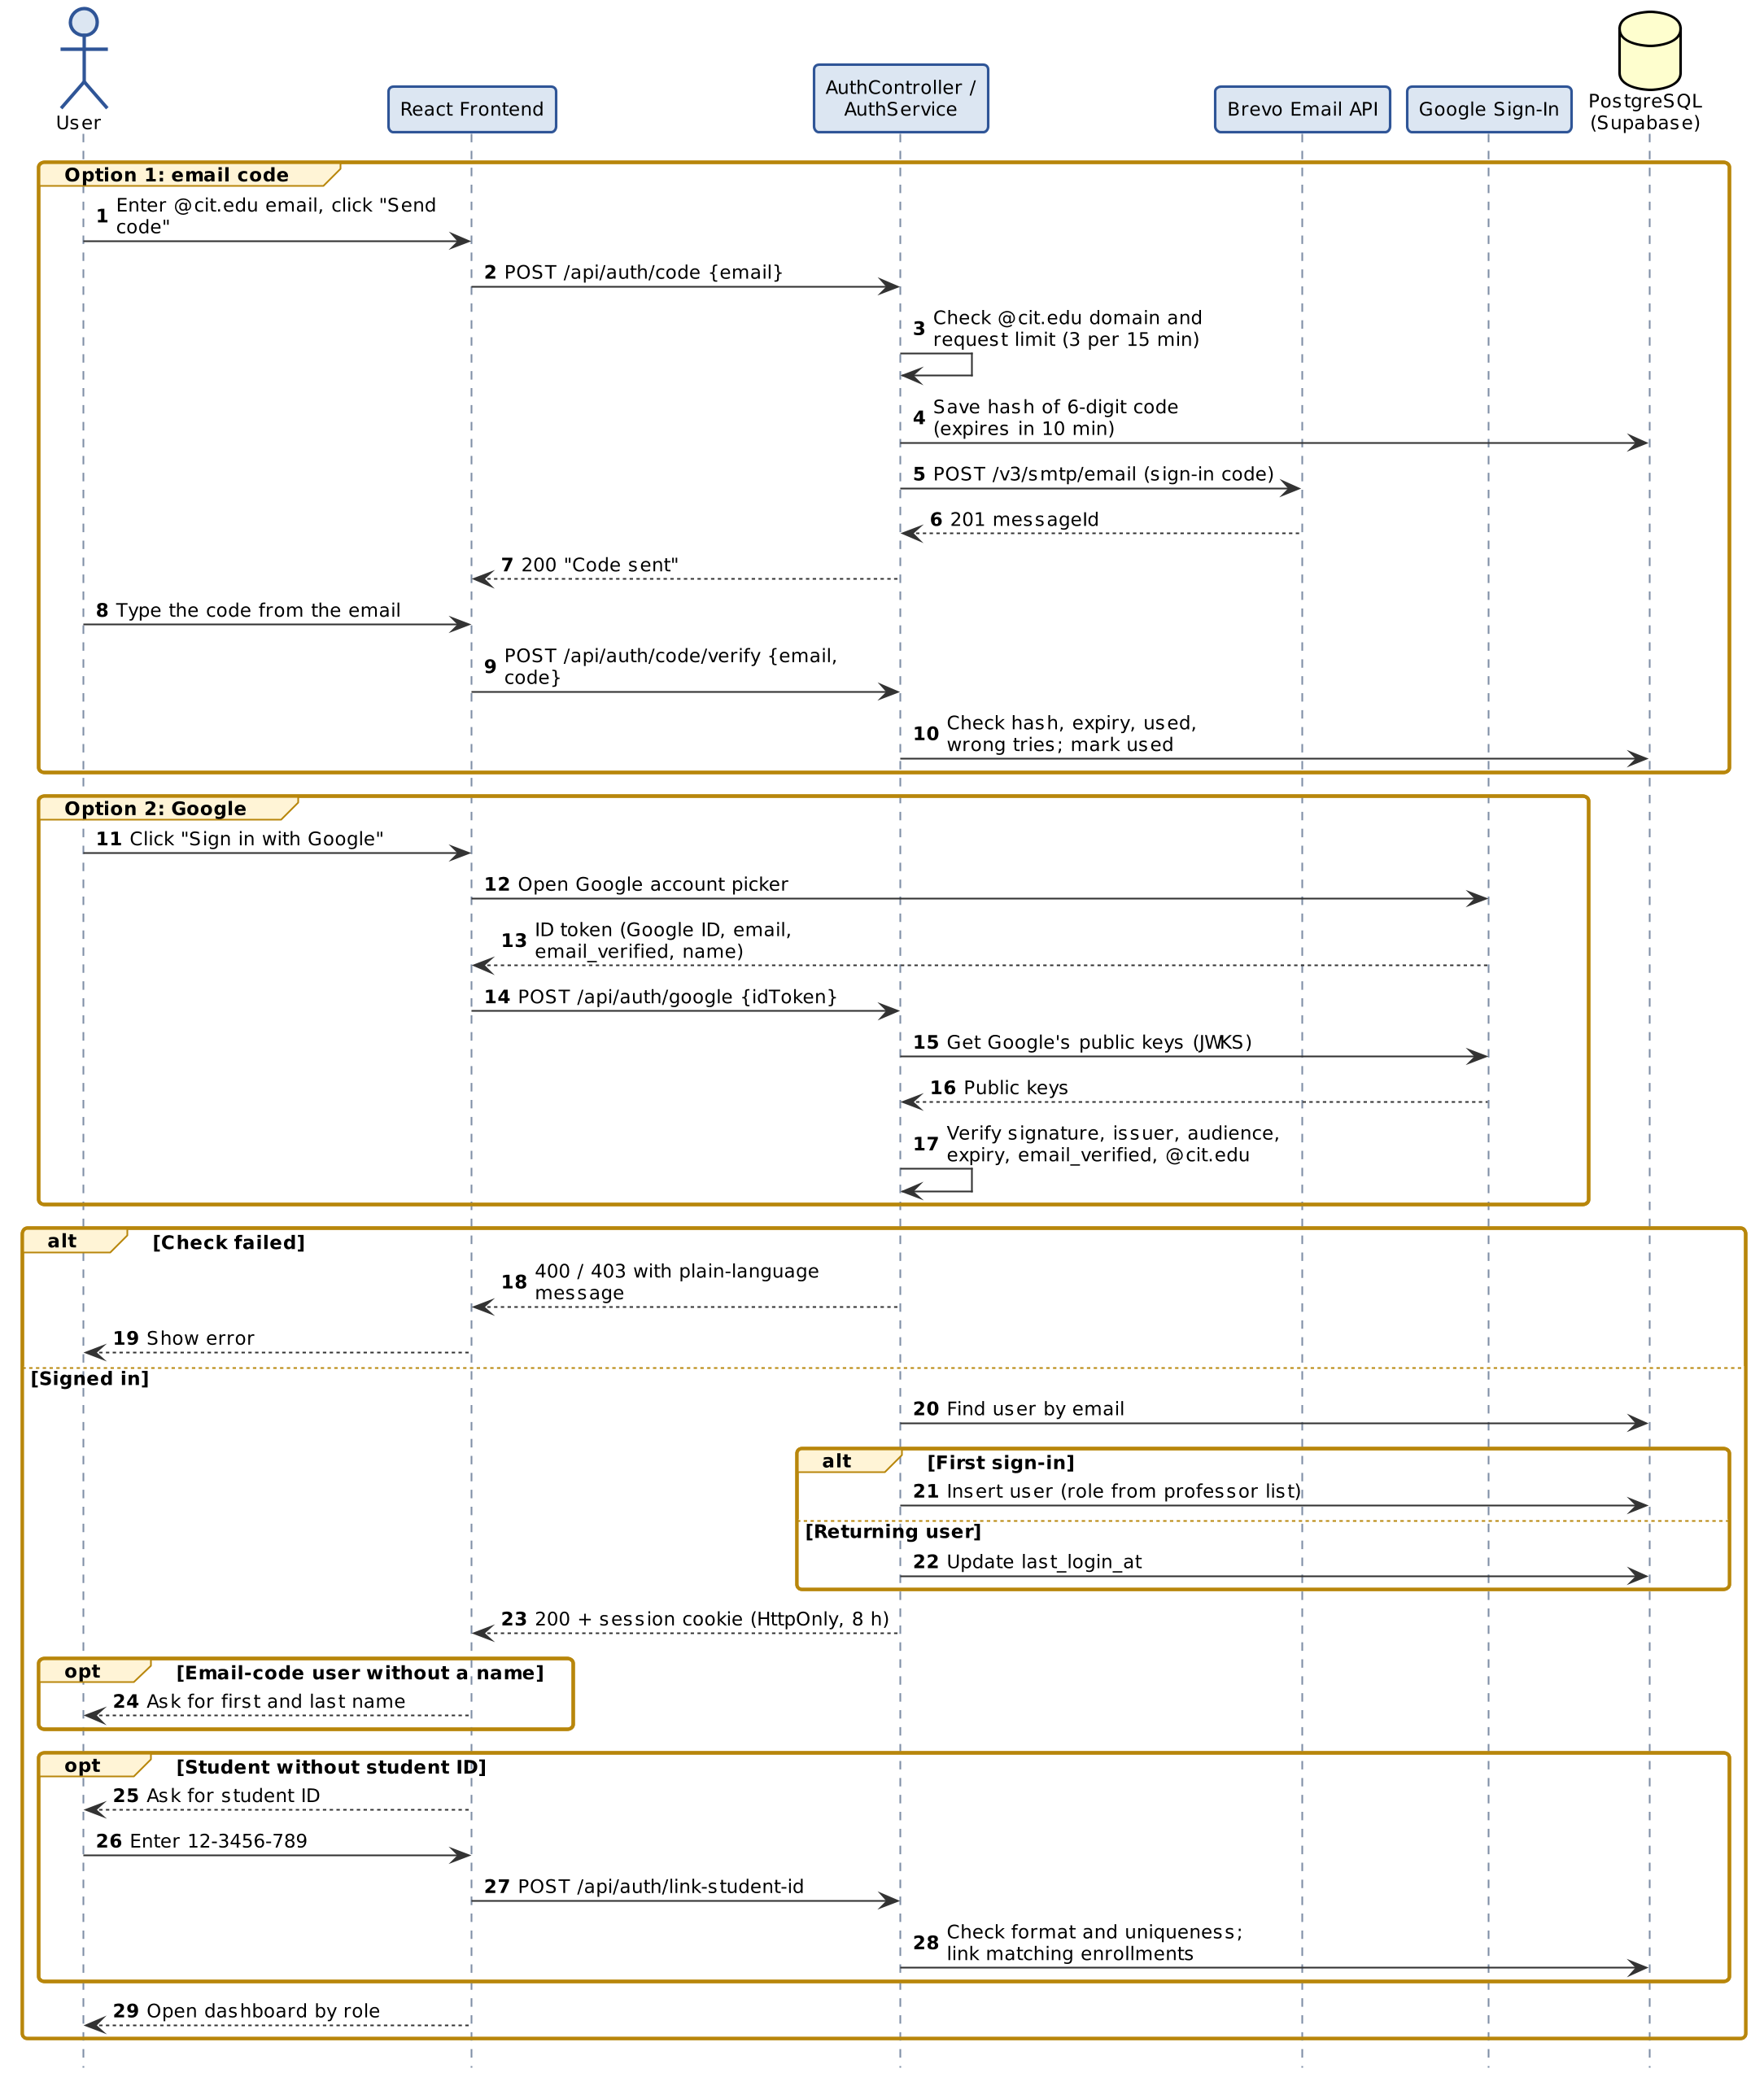 User
React Frontend
AuthController /
AuthService
Brevo Email API
Google Sign-In
PostgreSQL
(Supabase)
Option 1: email code
1 Enter @cit.edu email, click "Send
code"
2 POST /api/auth/code {email}
3 Check @cit.edu domain and
request limit (3 per 15 min)
4 Save hash of 6-digit code
(expires in 10 min)
5 POST /v3/smtp/email (sign-in code)
6 201 messageId
7 200 "Code sent"
8 Type the code from the email
9 POST /api/auth/code/verify {email,
code}
10 Check hash, expiry, used,
wrong tries; mark used
Option 2: Google
11 Click "Sign in with Google"
12 Open Google account picker
13 ID token (Google ID, email,
email_verified, name)
14 POST /api/auth/google {idToken}
15 Get Google's public keys (JWKS)
16 Public keys
17 Verify signature, issuer, audience,
expiry, email_verified, @cit.edu
alt [Check failed]
18 400 / 403 with plain-language
message
19 Show error
[Signed in]
20 Find user by email
alt [First sign-in]
21 Insert user (role from professor list)
[Returning user]
22 Update last_login_at
23 200 + session cookie (HttpOnly, 8 h)
opt [Email-code user without a name]
24 Ask for first and last name
opt [Student without student ID]
25 Ask for student ID
26 Enter 12-3456-789
27 POST /api/auth/link-student-id
28 Check format and uniqueness;
link matching enrollments
29 Open dashboard by role